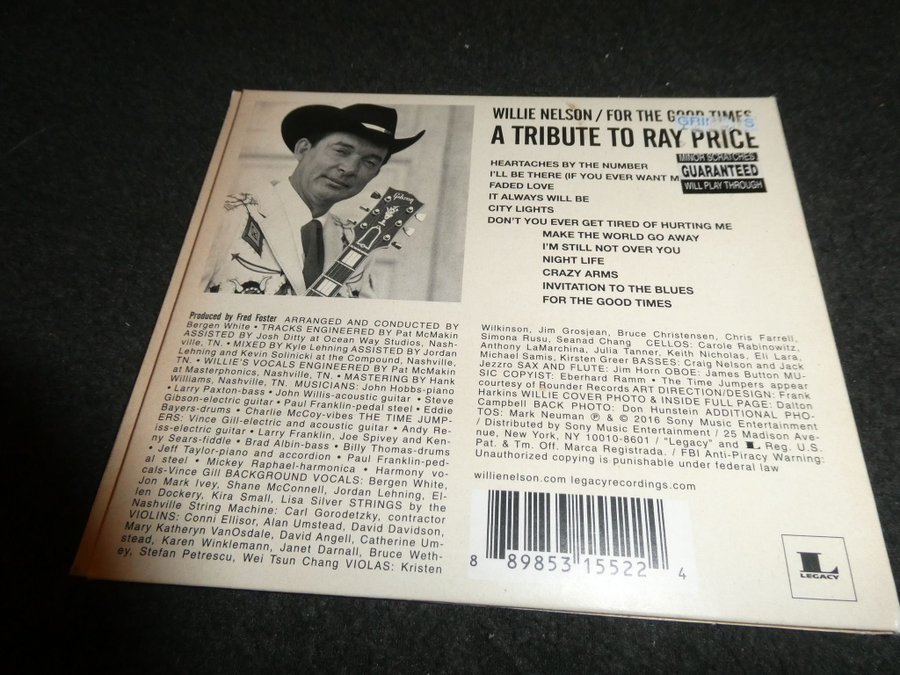 WILLIE NELSON / FOR THE GOOD TIMES
A TRIBUTE TO RAY PRICE
MINOR SCRATCHES
GUARANTEED
WILL PLAY THROUGH
HEARTACHES BY THE NUMBER
I'LL BE THERE (IF YOU EVER WANT
FADED LOVE
IT ALWAYS WILL BE
CITY LIGHTS
DON'T YOU EVER GET TIRED OF HURTING ME
MAKE THE WORLD GO AWAY
I'M STILL NOT OVER YOU
NIGHT LIFE
CRAZY ARMS
INVITATION TO THE BLUES
FOR THE GOOD TIMES
Gibson
Produced by Fred Foster ARRANGED AND CONDUCTED BY
Bergen White • TRACKS ENGINEERED BY Pat McMakin
ASSISTED BY Josh Ditty at Ocean Way Studios, Nash-
ville, TN. • MIXED BY Kyle Lehning ASSISTED BY Jordan
Lehning and Kevin Solinicki at the Compound, Nashville,
TN. • WILLIE'S VOCALS ENGINEERED BY Pat McMakin
at Masterphonics, Nashville, TN. • MASTERING BY Hank
Williams, Nashville, TN. MUSICIANS: John Hobbs-piano
• Larry Paxton-bass • John Willis-acoustic guitar • Steve
Gibson-electric guitar • Paul Franklin-pedal steel • Eddie
Bayers-drums • Charlie McCoy-vibes THE TIME JUMP-
ERS: Vince Gill-electric and acoustic guitar • Andy Re-
iss-electric guitar • Larry Franklin, Joe Spivey and Ken-
ny Sears-fiddle • Brad Albin-bass • Billy Thomas-drums
• Jeff Taylor-piano and accordion • Paul Franklin-ped-
al steel • Mickey Raphael-harmonica • Harmony vo-
cals-Vince Gill BACKGROUND VOCALS: Bergen White,
Jon Mark Ivey, Shane McConnell, Jordan Lehning, El-
len Dockery, Kira Small, Lisa Silver STRINGS by the
Nashville String Machine: Carl Gorodetzky, contractor
VIOLINS: Conni Ellisor, Alan Umstead, David Davidson,
Mary Katheryn VanOsdale, David Angell, Catherine Um-
stead, Karen Winklemann, Janet Darnall, Bruce Weth-
ey, Stefan Petrescu, Wei Tsun Chang VIOLAS: Kristen
Wilkinson, Jim Grosjean, Bruce Christensen, Chris Farrell,
Simona Rusu, Seanad Chang CELLOS: Carole Rabinowitz,
Anthony LaMarchina, Julia Tanner, Keith Nicholas, Eli Lara,
Michael Samis, Kirsten Greer BASSES: Craig Nelson and Jack
Jezzro SAX AND FLUTE: Jim Horn OBOE: James Button MU-
SIC COPYIST: Eberhard Ramm • The Time Jumpers appear
courtesy of Rounder Records ART DIRECTION/DESIGN: Frank
Harkins WILLIE COVER PHOTO & INSIDE FULL PAGE: Dalton
Campbell BACK PHOTO: Don Hunstein ADDITIONAL PHO-
TOS: Mark Neuman ℗ & © 2016 Sony Music Entertainment
/ Distributed by Sony Music Entertainment / 25 Madison Ave-
nue, New York, NY 10010-8601 / "Legacy" and L Reg. U.S.
Pat. & Tm. Off. Marca Registrada. / FBI Anti-Piracy Warning:
Unauthorized copying is punishable under federal law
willienelson.com legacyrecordings.com
8 89853 15522 4
L
LEGACY